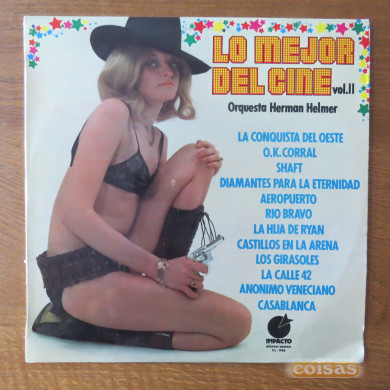 LO MEJOR
DEL CINE vol.II
Orquesta Herman Helmer
LA CONQUISTA DEL OESTE
O.K. CORRAL
SHAFT
DIAMANTES PARA LA ETERNIDAD
AEROPUERTO
RIO BRAVO
LA HIJA DE RYAN
CASTILLOS EN LA ARENA
LOS GIRASOLES
LA CALLE 42
ANONIMO VENECIANO
CASABLANCA
IMPACTO
coisas